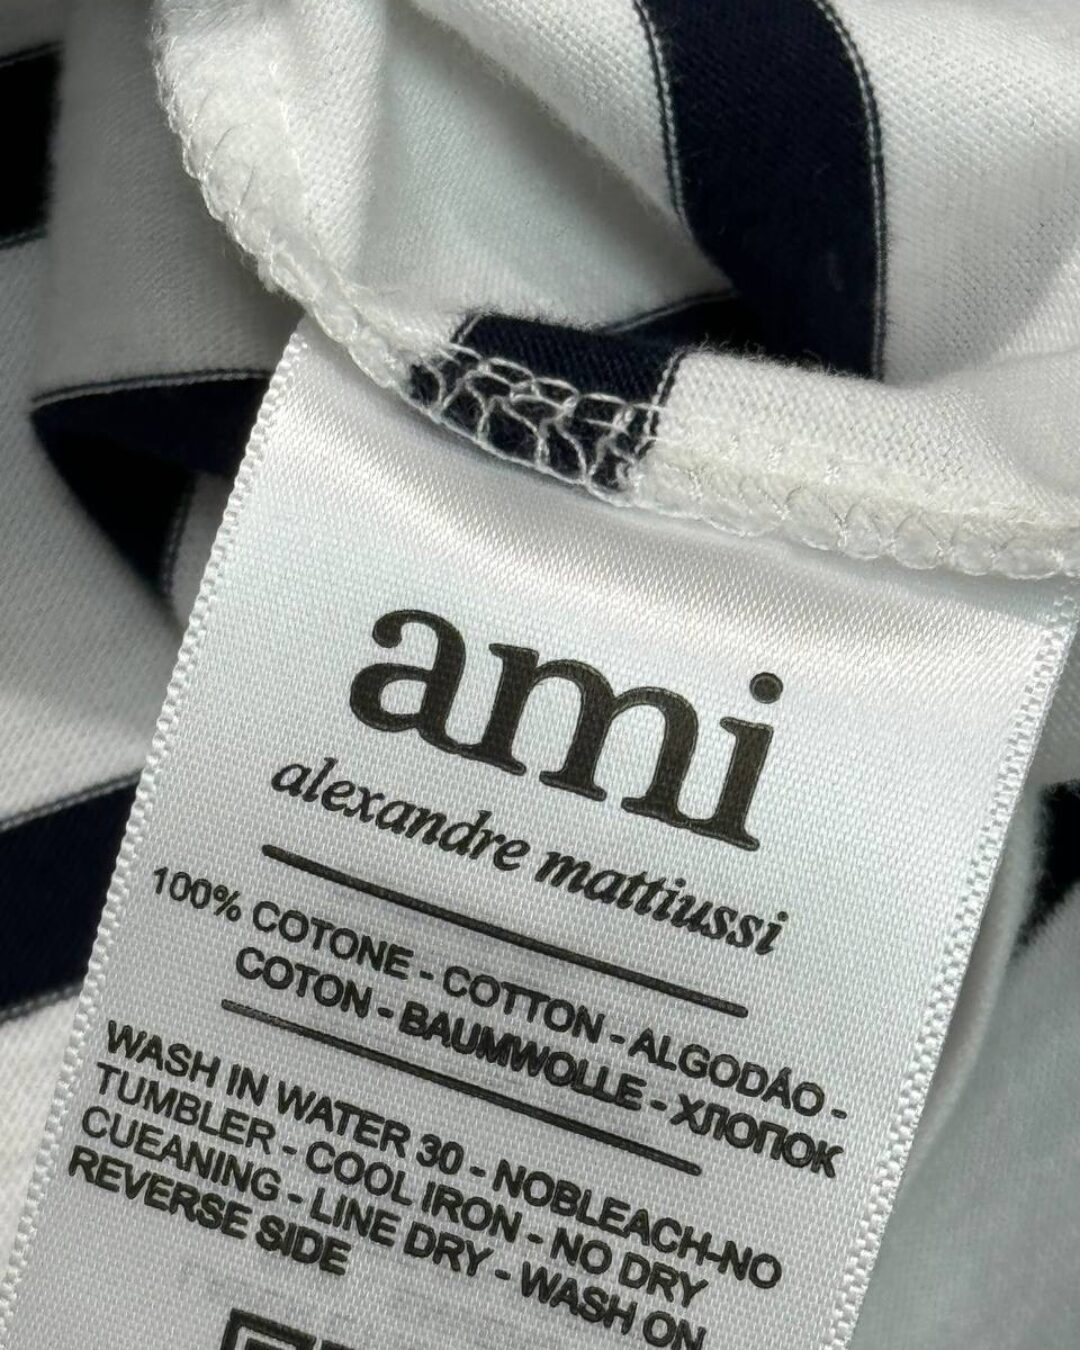 ami
alexandre mattiussi
100% COTONE - COTTON - ALGODÁO -
COTON - BAUMWOLLE - ХЛОПОК
WASH IN WATER 30 - NOBLEACH-NO
TUMBLER - COOL IRON - NO DRY
CUEANING - LINE DRY - WASH ON
REVERSE SIDE